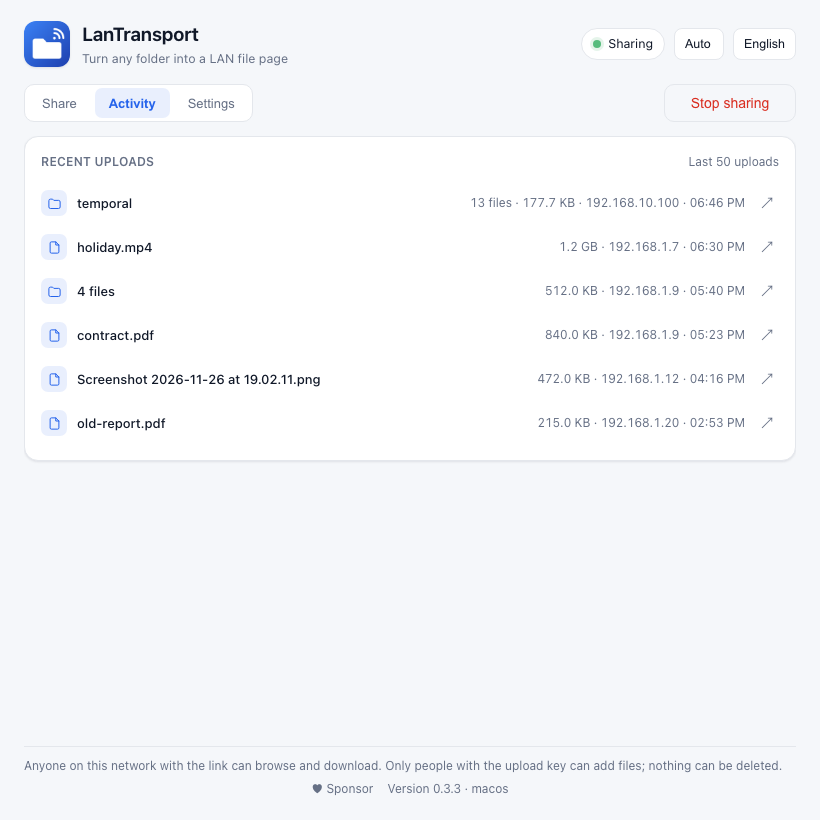 LanTransport
Turn any folder into a LAN file page
Sharing
Auto
English
Share
Activity
Settings
Stop sharing
RECENT UPLOADS
Last 50 uploads
temporal
13 files · 177.7 KB · 192.168.10.100 · 06:46 PM
holiday.mp4
1.2 GB · 192.168.1.7 · 06:30 PM
4 files
512.0 KB · 192.168.1.9 · 05:40 PM
contract.pdf
840.0 KB · 192.168.1.9 · 05:23 PM
Screenshot 2026-11-26 at 19.02.11.png
472.0 KB · 192.168.1.12 · 04:16 PM
old-report.pdf
215.0 KB · 192.168.1.20 · 02:53 PM
Anyone on this network with the link can browse and download. Only people with the upload key can add files; nothing can be deleted.
Sponsor
Version 0.3.3 · macos